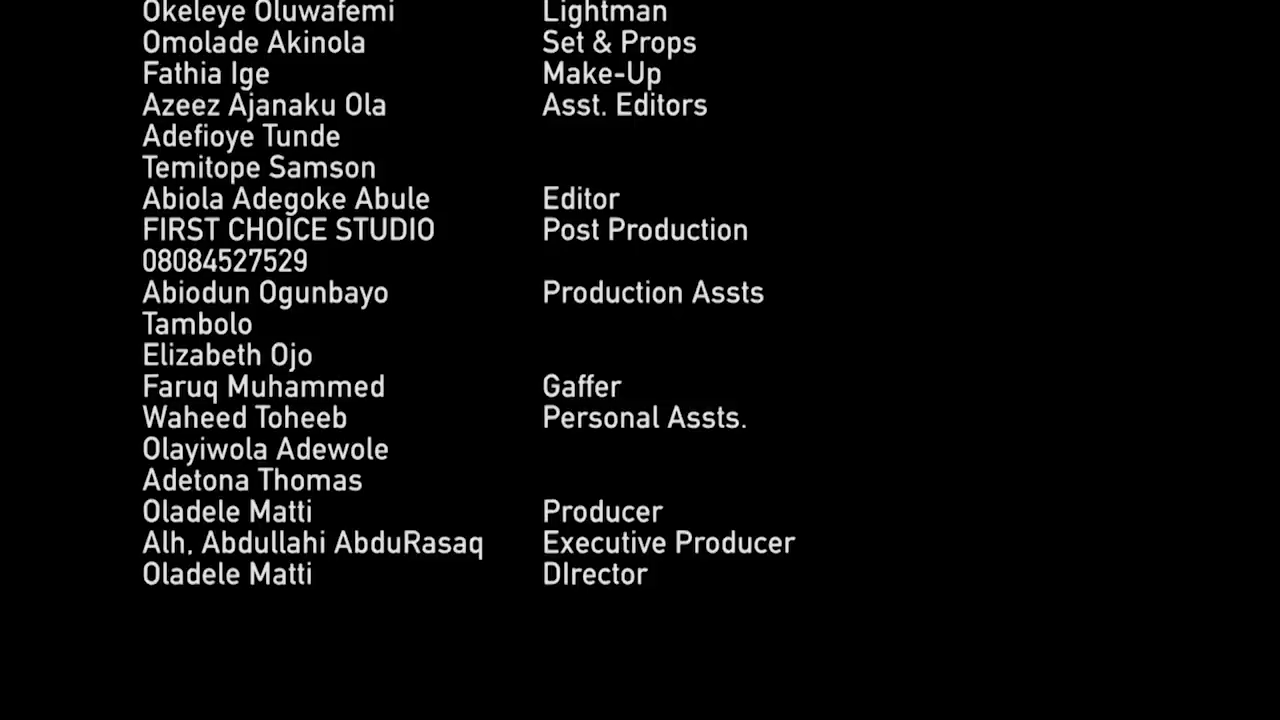 Okeleye Oluwafemi Lightman
Omolade Akinola Set & Props
Fathia Ige Make-Up
Azeez Ajanaku Ola Asst. Editors
Adefioye Tunde
Temitope Samson
Abiola Adegoke Abule Editor
FIRST CHOICE STUDIO Post Production
08084527529
Abiodun Ogunbayo Production Assts
Tambolo
Elizabeth Ojo
Faruq Muhammed Gaffer
Waheed Toheeb Personal Assts.
Olayiwola Adewole
Adetona Thomas
Oladele Matti Producer
Alh, Abdullahi AbduRasaq Executive Producer
Oladele Matti DIrector